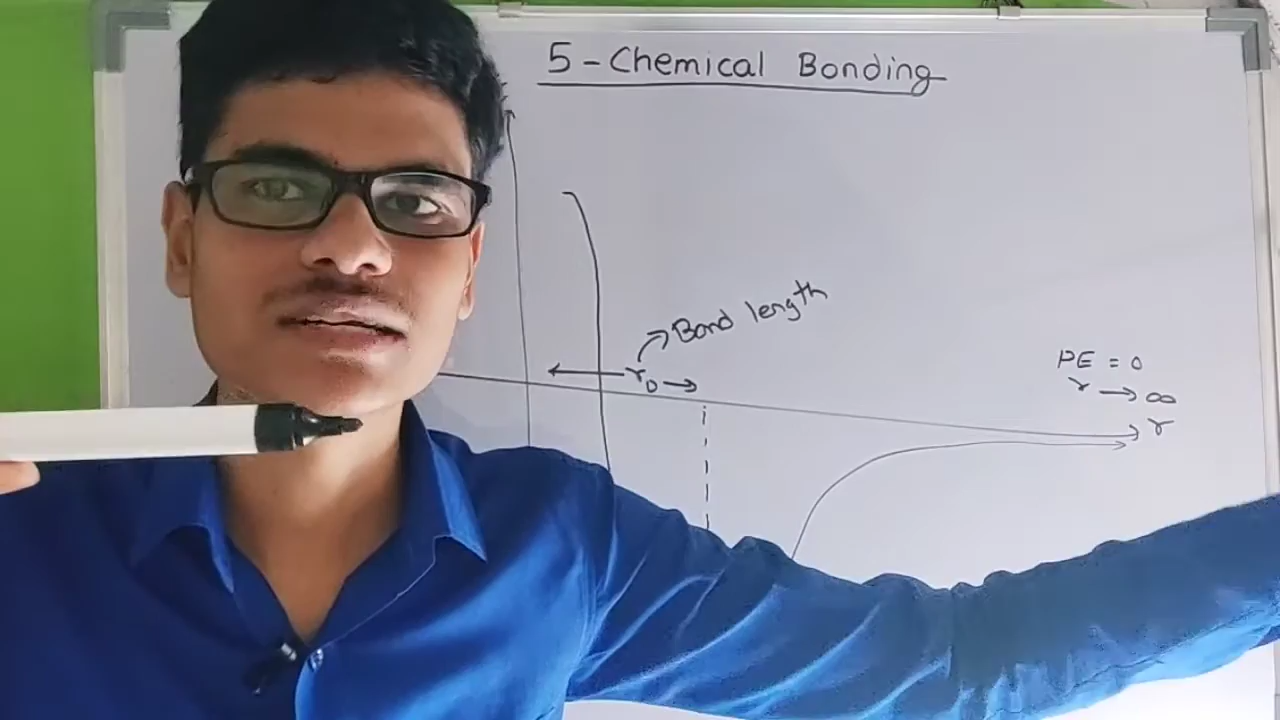 5 - Chemical Bonding
Bond length
r₀
PE = 0
r → ∞
r